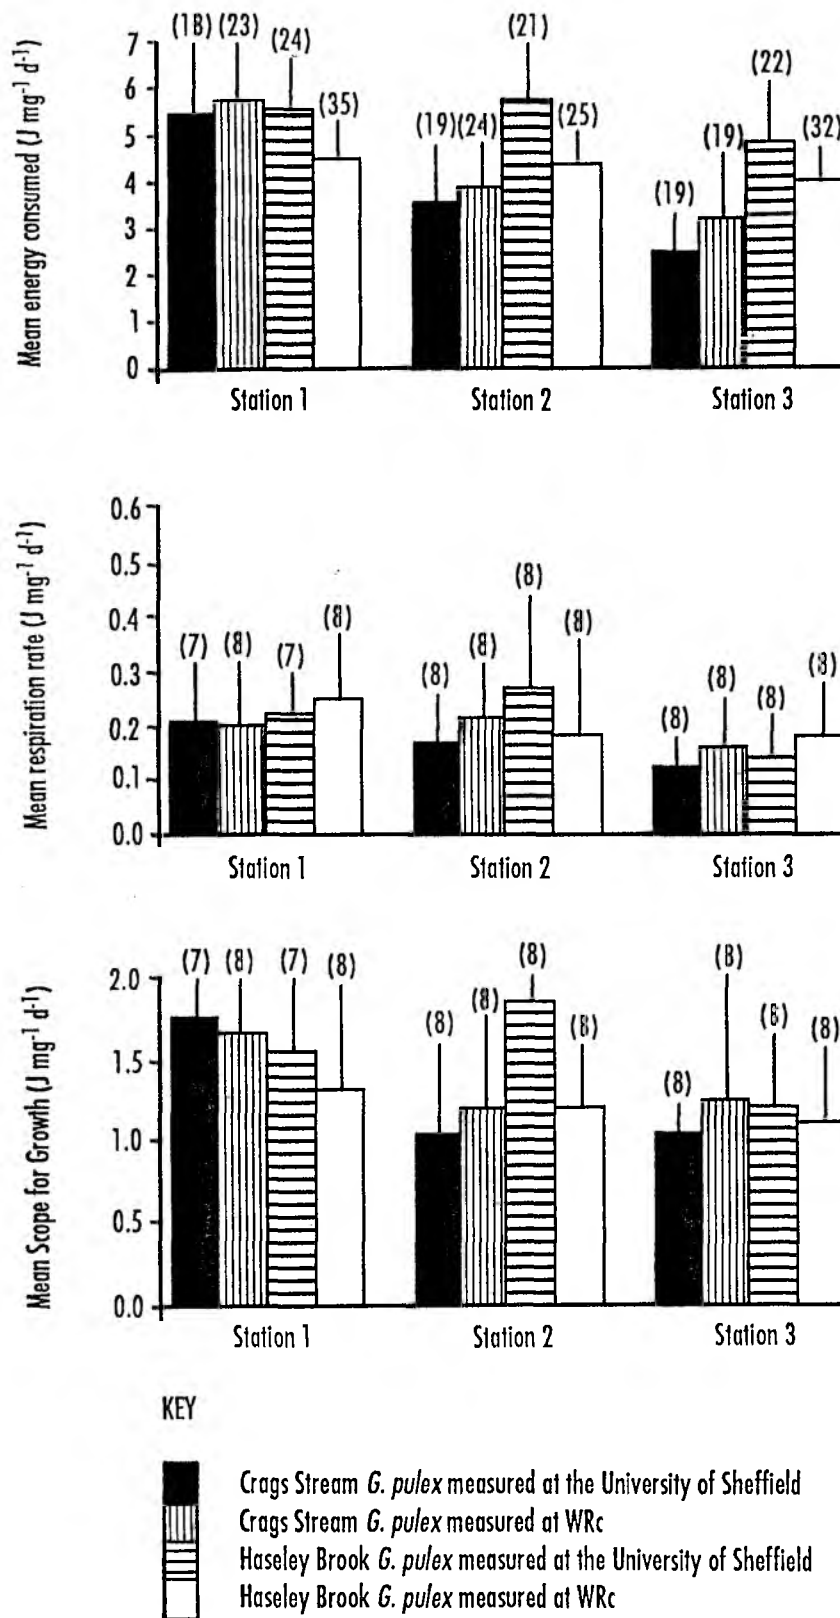 Mean energy consumed (J mg⁻¹ d⁻¹)
7
6
5
4
3
2
1
0
(18) (23) (24) (35)
(19) (24) (21) (25)
(19) (19) (22) (32)
Station 1 Station 2 Station 3
Mean respiration rate (J mg⁻¹ d⁻¹)
0.6
0.5
0.4
0.3
0.2
0.1
0.0
(7) (8) (7) (8)
(8) (8) (8) (8)
(8) (8) (8) (8)
Station 1 Station 2 Station 3
Mean Scope for Growth (J mg⁻¹ d⁻¹)
2.0
1.5
1.0
0.5
0.0
(7) (8) (7) (8)
(8) (8) (8) (8)
(8) (8) (8) (8)
Station 1 Station 2 Station 3
KEY
Crags Stream G. pulex measured at the University of Sheffield
Crags Stream G. pulex measured at WRc
Haseley Brook G. pulex measured at the University of Sheffield
Haseley Brook G. pulex measured at WRc